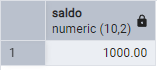 saldo
numeric (10,2)
1 1000.00